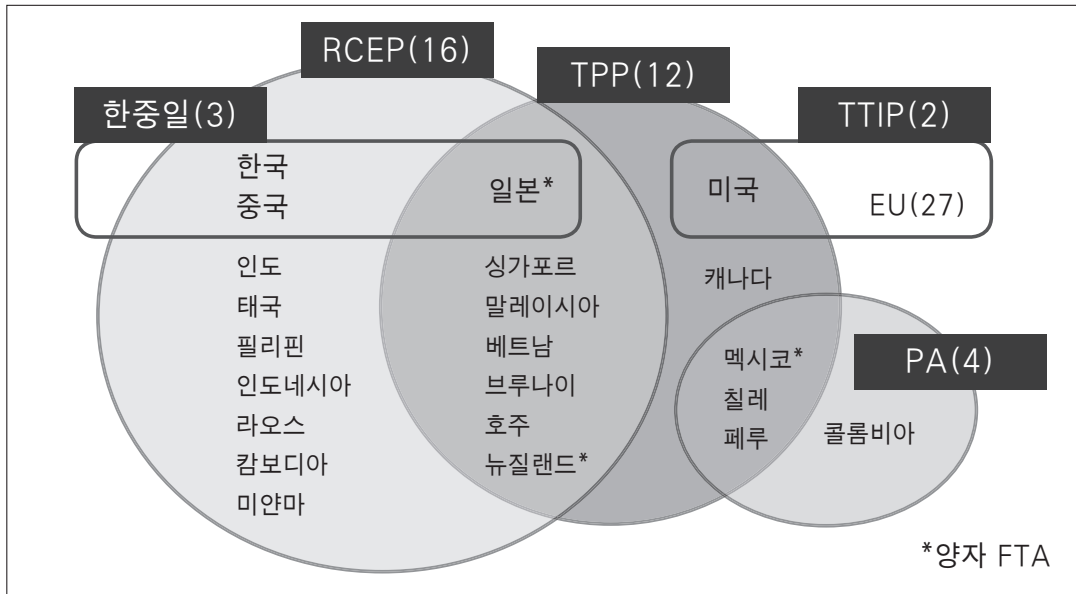 RCEP(16)
TPP(12)
한중일(3)
TTIP(2)
한국
중국
일본*
미국
EU(27)
인도
태국
필리핀
인도네시아
라오스
캄보디아
미얀마
싱가포르
말레이시아
베트남
브루나이
호주
뉴질랜드*
캐나다
멕시코*
칠레
페루
PA(4)
콜롬비아
*양자 FTA